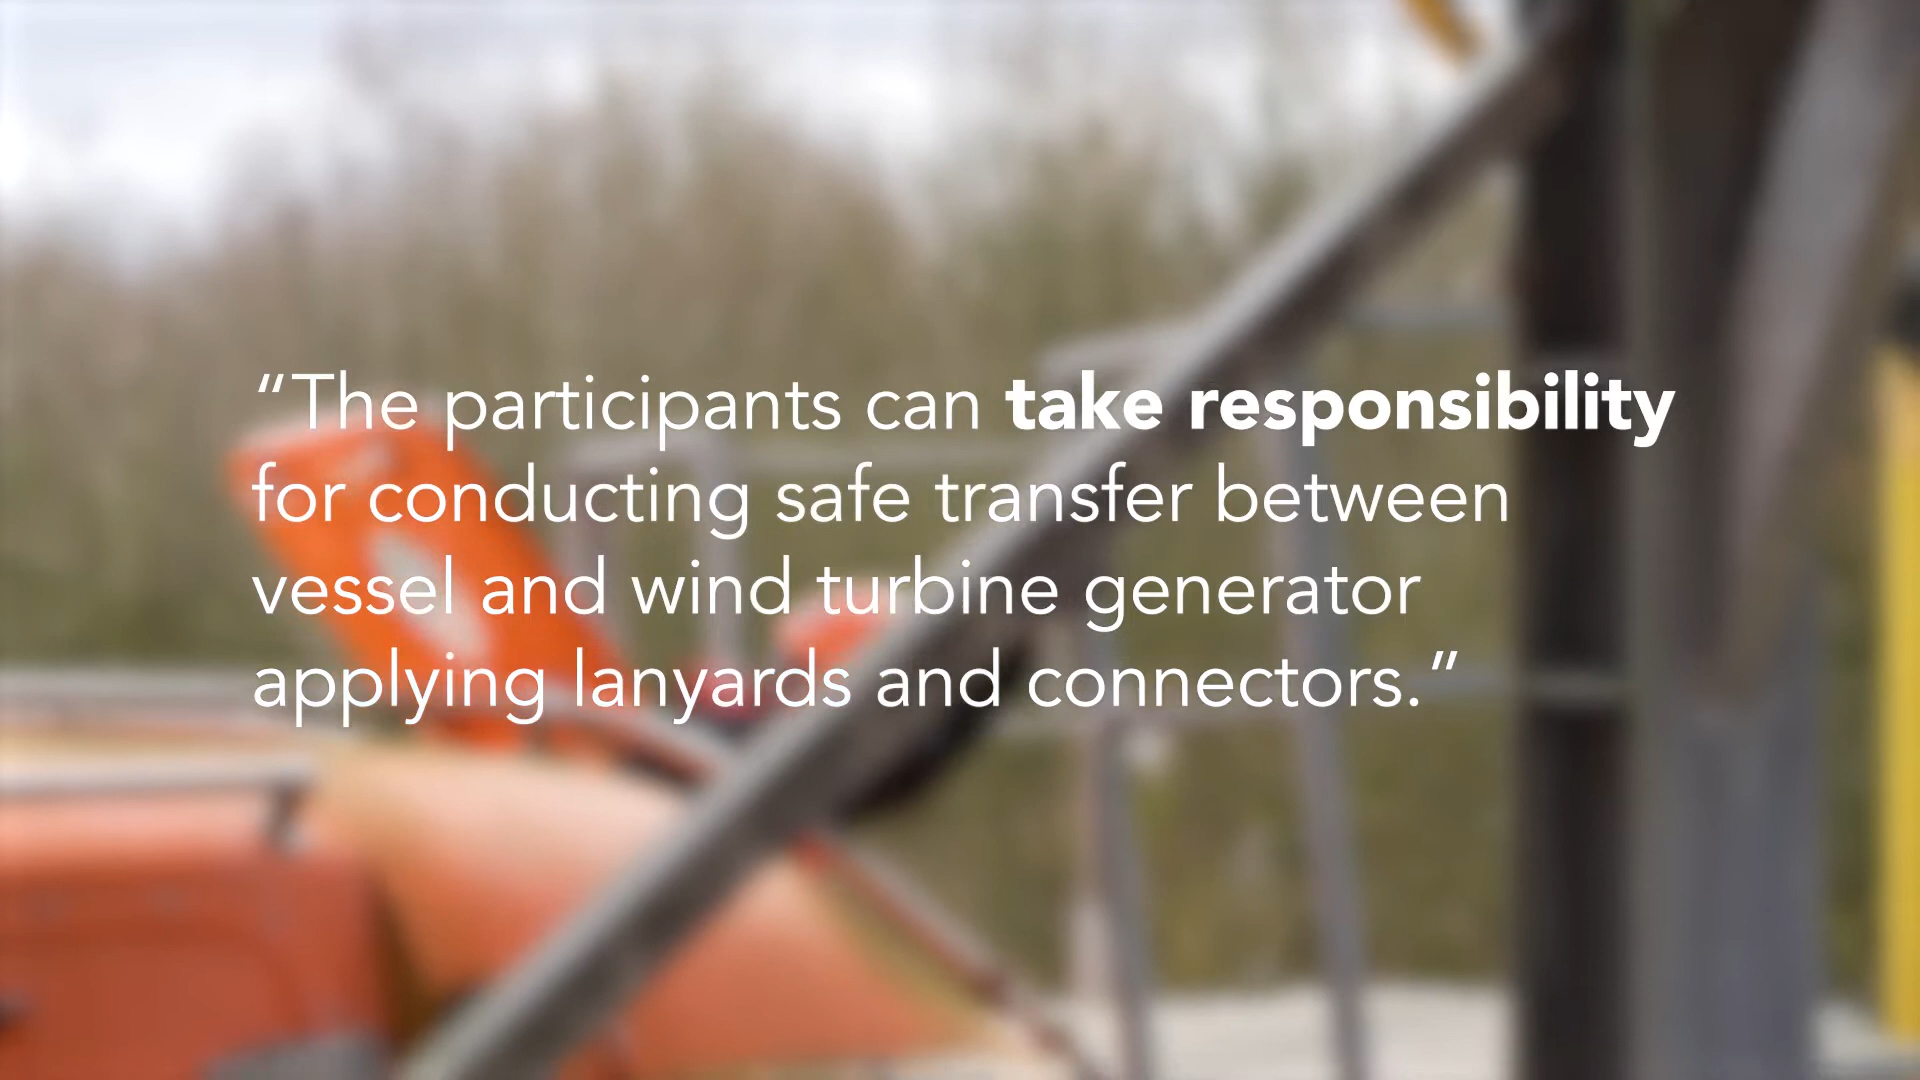 “The participants can take responsibility
for conducting safe transfer between
vessel and wind turbine generator
applying lanyards and connectors.”